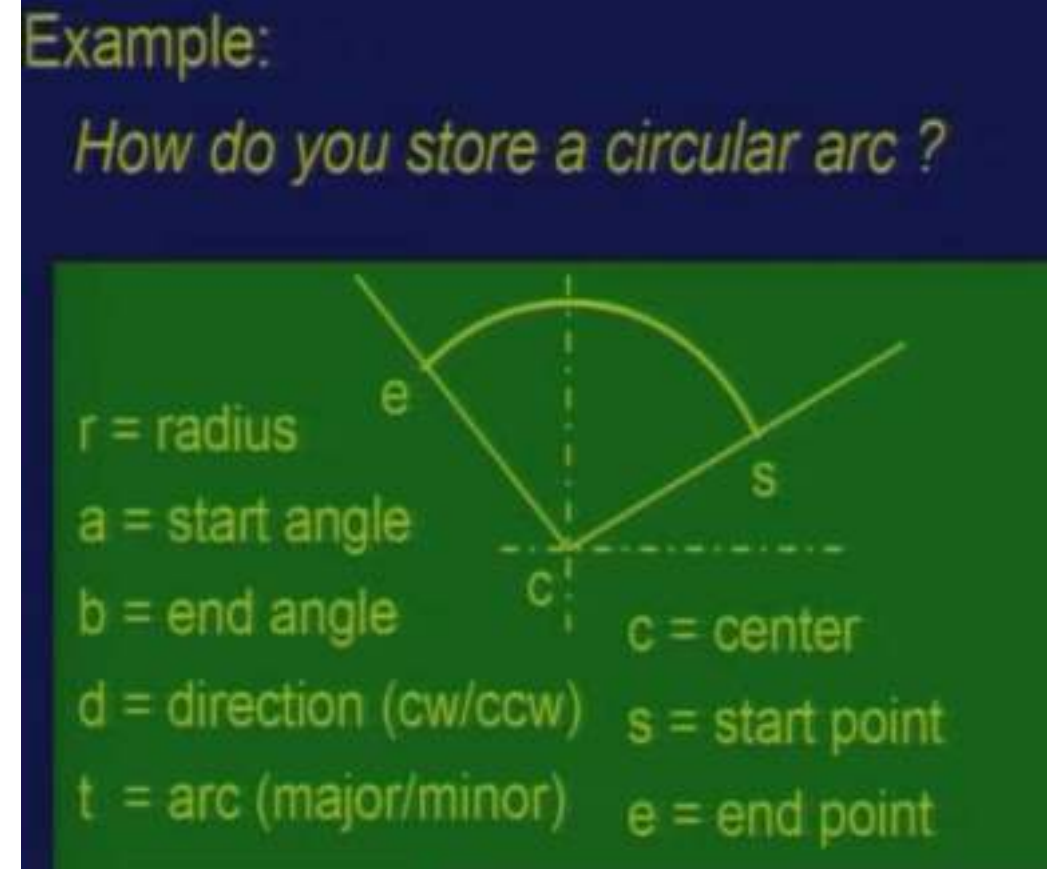 Example:
How do you store a circular arc ?
e
s
c
r = radius
a = start angle
b = end angle
d = direction (cw/ccw)
t = arc (major/minor)
c = center
s = start point
e = end point